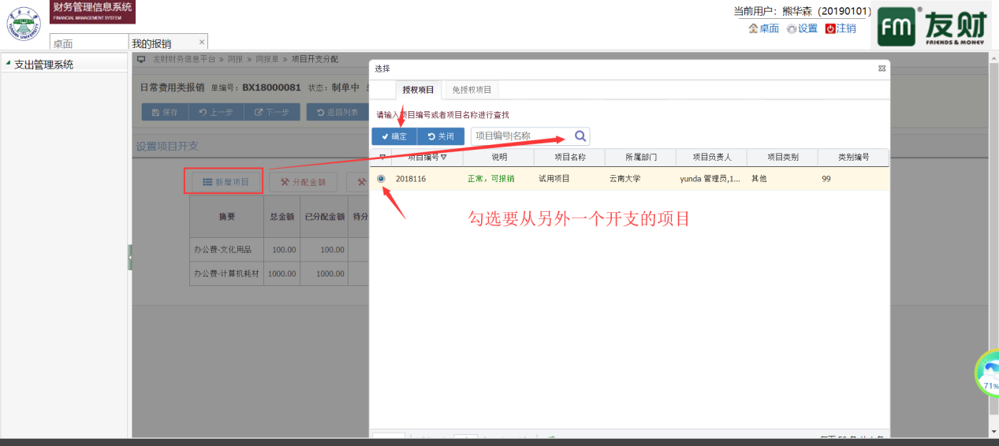 财务管理信息系统
FINANCIAL MANAGEMENT SYSTEM
YUNNAN UNIVERSITY
当前用户：熊华森（20190101）
桌面 设置 注销
fm® 友财
FRIENDS & MONEY
桌面 我的报销
支出管理系统
友财财务信息平台 » 网报 » 网报单 » 项目开支分配
日常费用类报销 单编号：BX18000081 状态：制单中
保存 上一步 下一步 返回列表
设置项目开支
新增项目 分配金额
摘要 总金额 已分配金额 待分
办公费-文化用品 100.00 100.00
办公费-计算机耗材 1000.00 1000.00
选择
授权项目 免授权项目
请输入项目编号或者项目名称进行查找
确定 关闭 项目编号|名称
项目编号 说明 项目名称 所属部门 项目负责人 项目类别 类别编号
2018116 正常，可报销 试用项目 云南大学 yunda 管理员,1... 其他 99
勾选要从另外一个开支的项目
71%